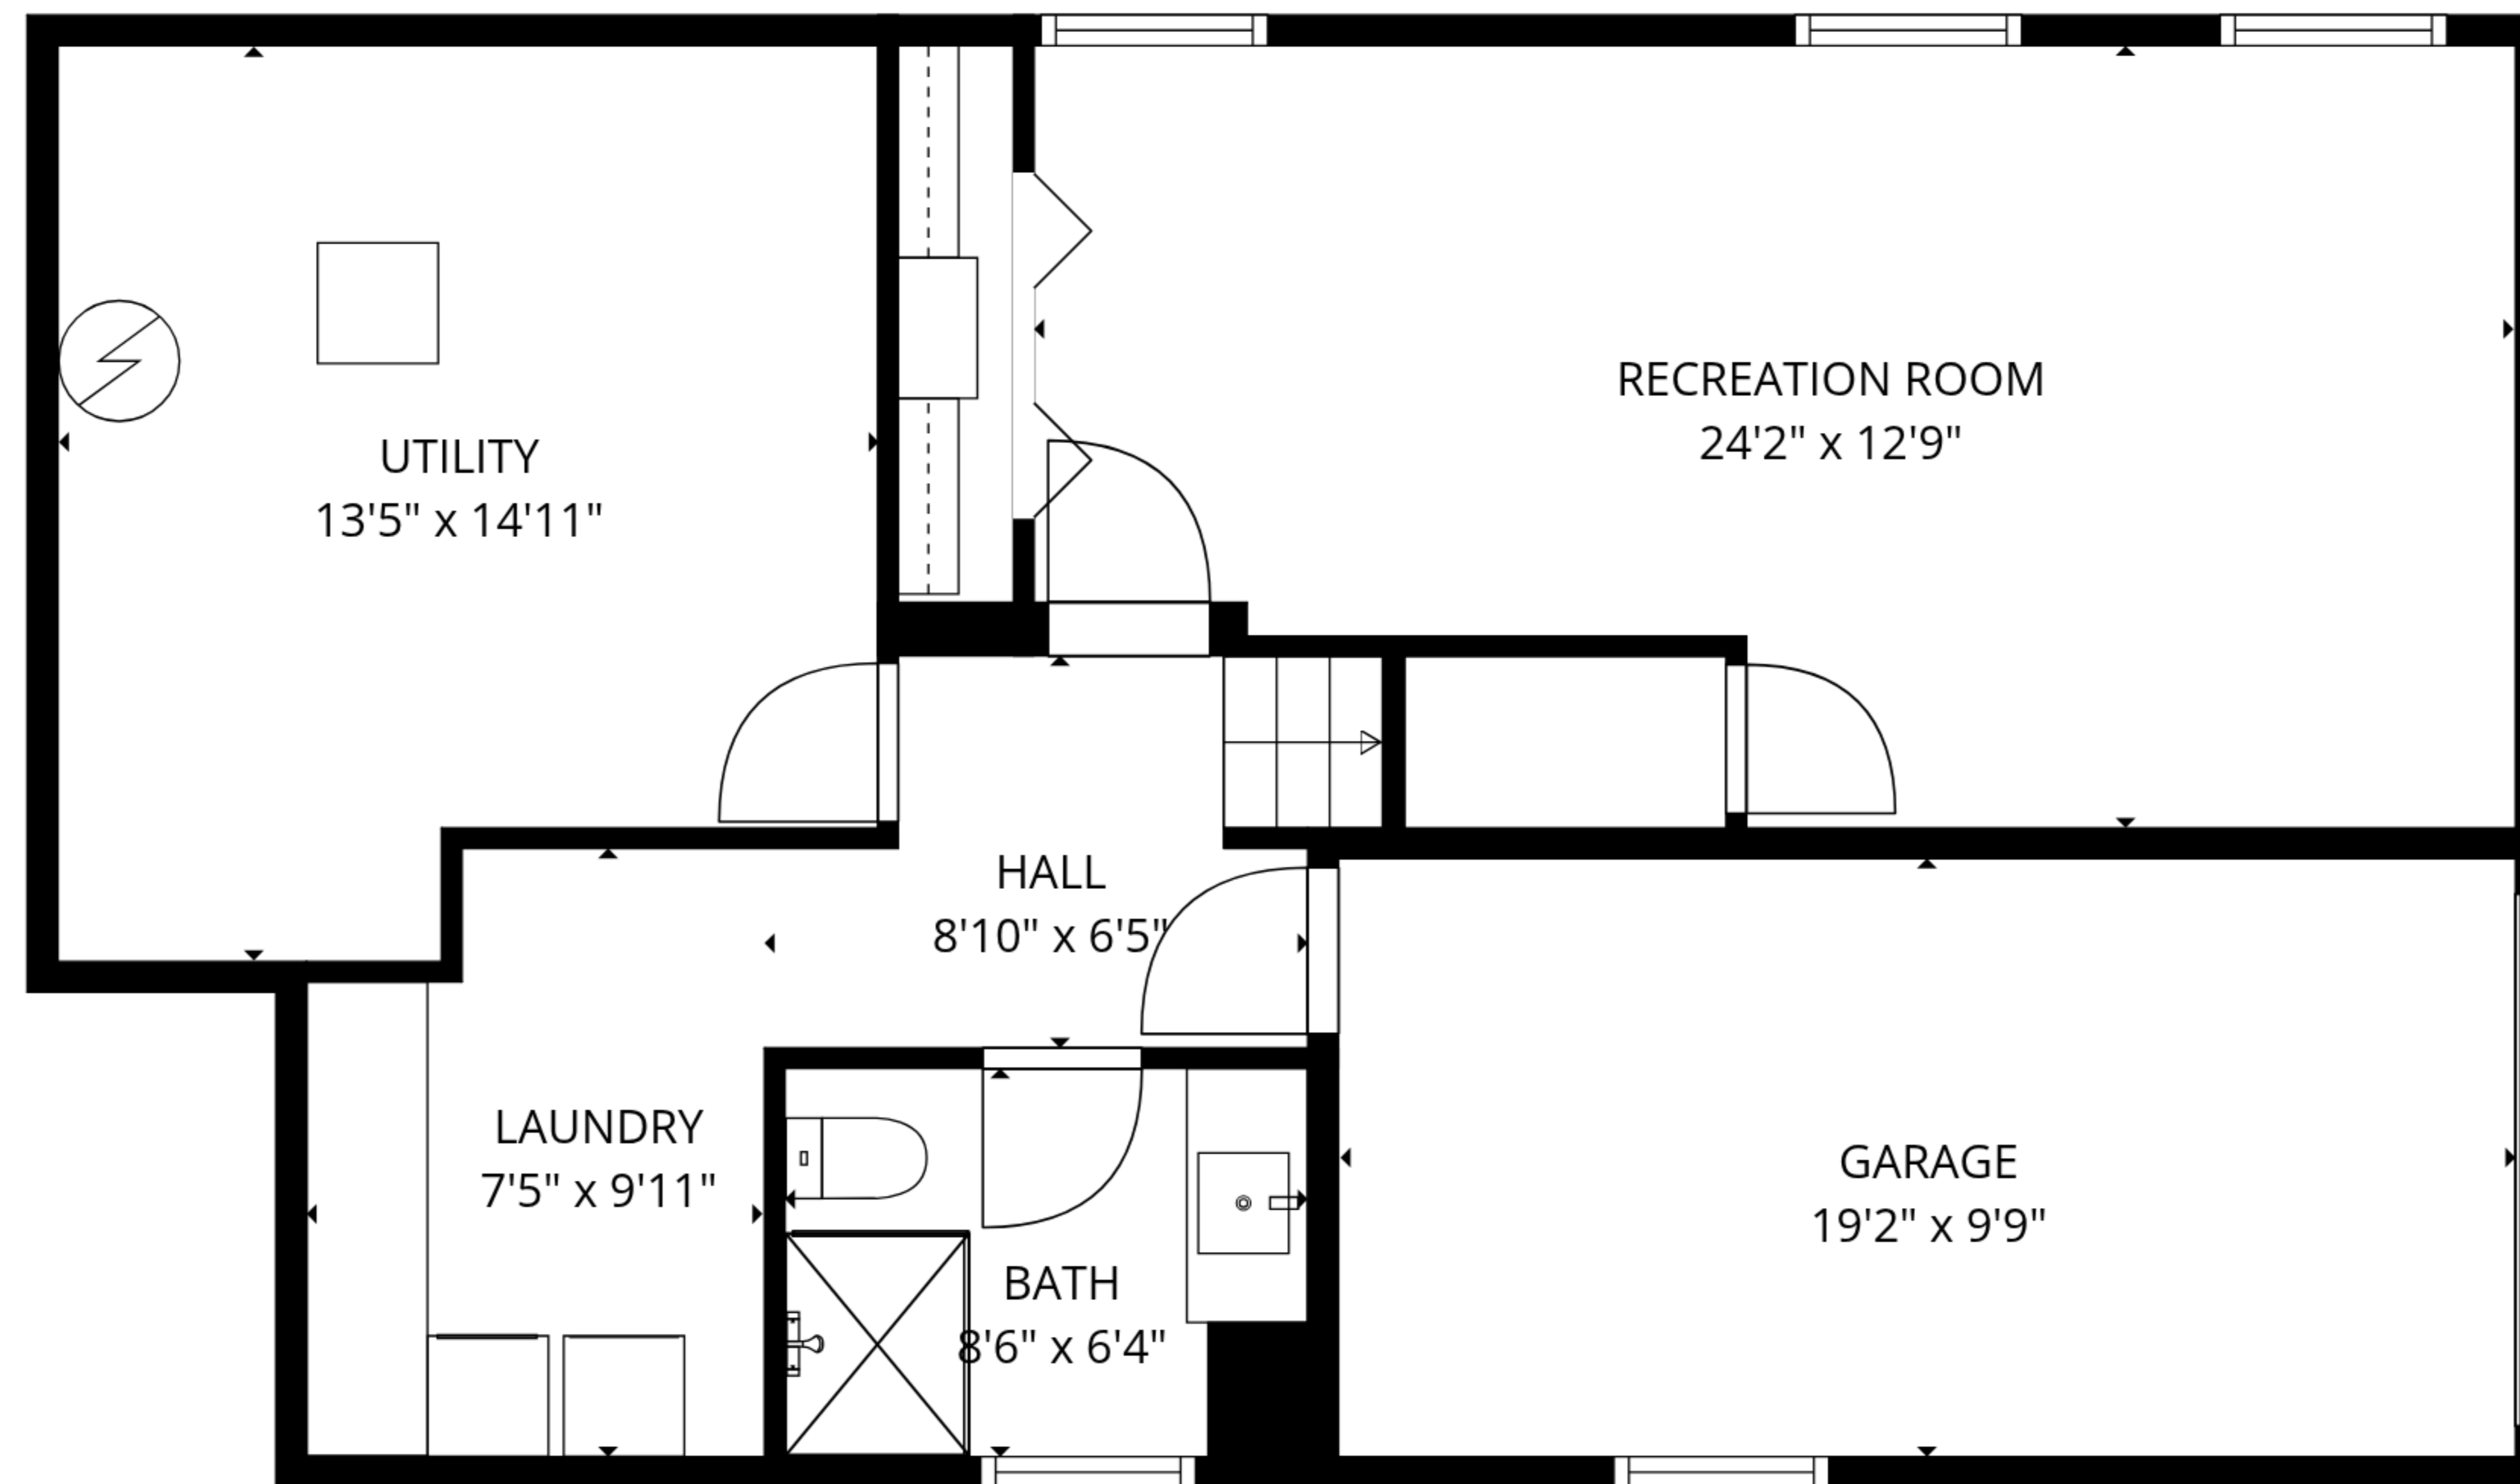 RECREATION ROOM
24'2" x 12'9"
UTILITY
13'5" x 14'11"
HALL
8'10" x 6'5"
LAUNDRY
7'5" x 9'11"
GARAGE
19'2" x 9'9"
BATH
8'6" x 6'4"